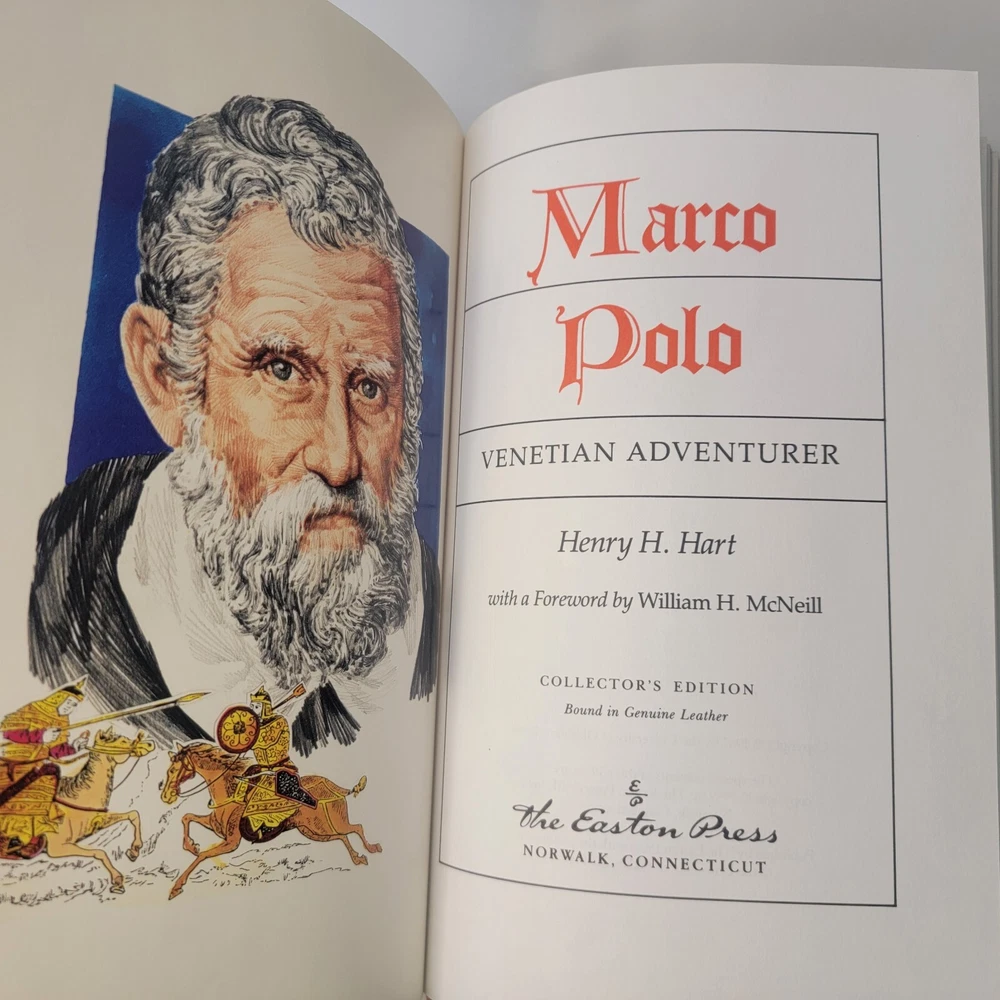 Marco
Polo
VENETIAN ADVENTURER
Henry H. Hart
with a Foreword by William H. McNeill
COLLECTOR'S EDITION
Bound in Genuine Leather
E
P
The Easton Press
NORWALK, CONNECTICUT